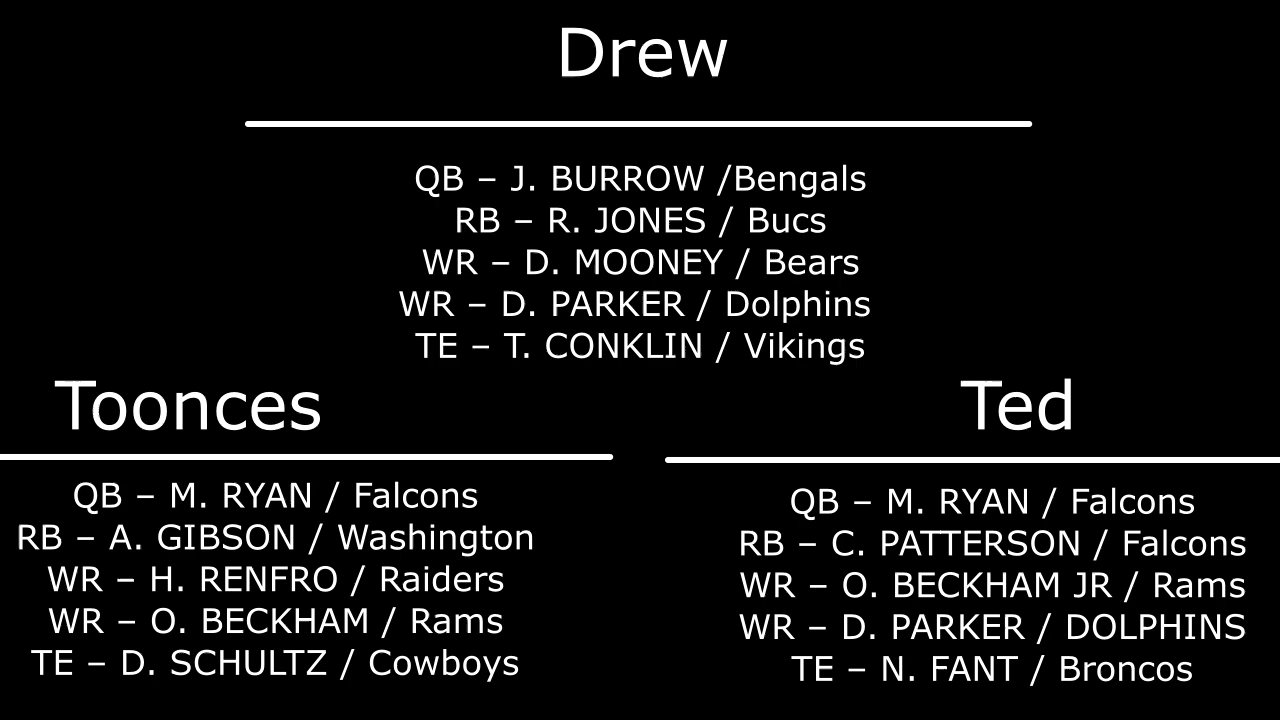 Drew
QB – J. BURROW /Bengals
RB – R. JONES / Bucs
WR – D. MOONEY / Bears
WR – D. PARKER / Dolphins
TE – T. CONKLIN / Vikings
Toonces
QB – M. RYAN / Falcons
RB – A. GIBSON / Washington
WR – H. RENFRO / Raiders
WR – O. BECKHAM / Rams
TE – D. SCHULTZ / Cowboys
Ted
QB – M. RYAN / Falcons
RB – C. PATTERSON / Falcons
WR – O. BECKHAM JR / Rams
WR – D. PARKER / DOLPHINS
TE – N. FANT / Broncos